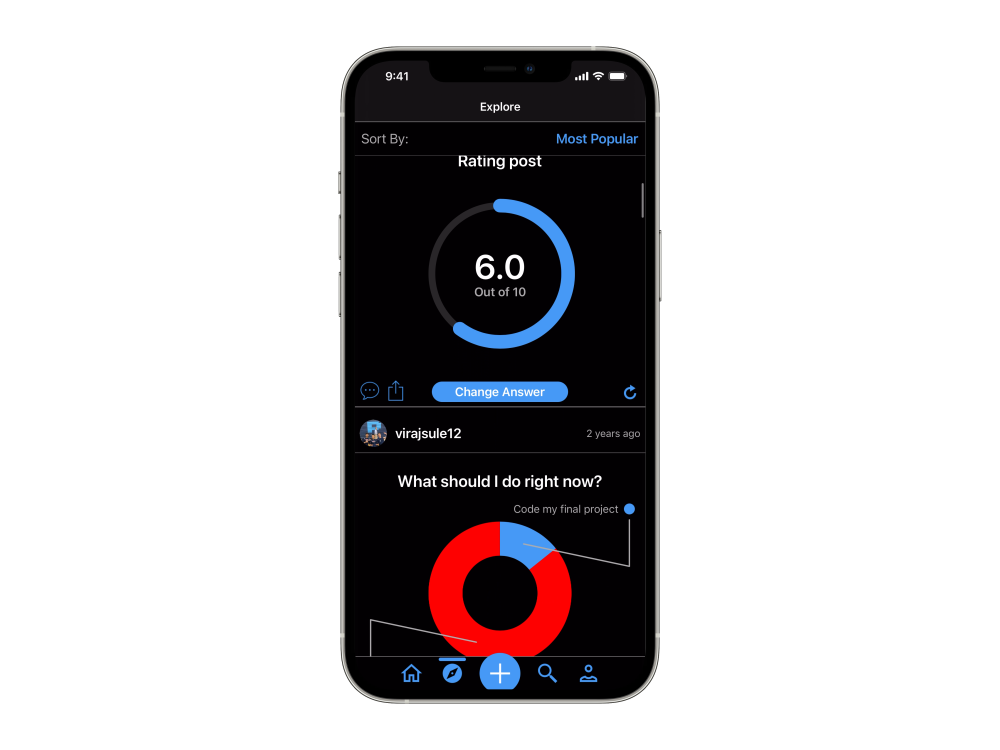 9:41
Explore
Sort By:
Most Popular
Rating post
6.0
Out of 10
Change Answer
virajsule12
2 years ago
What should I do right now?
Code my final project